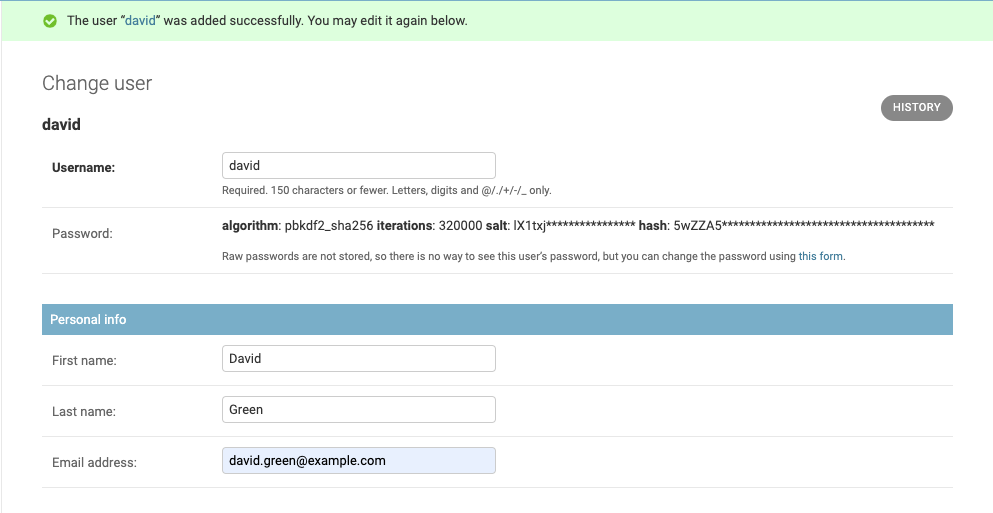 The user “david” was added successfully. You may edit it again below.
Change user
HISTORY
david
Username:
david
Required. 150 characters or fewer. Letters, digits and @/./+/-/_ only.
Password:
algorithm: pbkdf2_sha256 iterations: 320000 salt: IX1txj**************** hash: 5wZZA5**************************************
Raw passwords are not stored, so there is no way to see this user’s password, but you can change the password using this form.
Personal info
First name:
David
Last name:
Green
Email address:
david.green@example.com